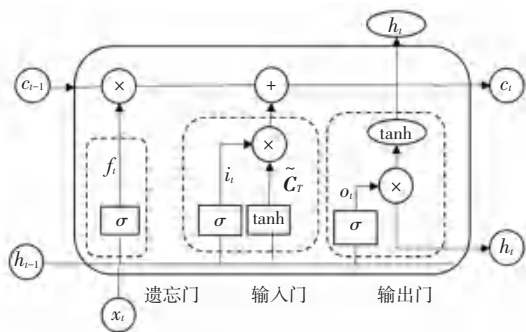 h_t
c_{t-1}
×
+
c_t
f_t
i_t
×
C̃_T
tanh
o_t
×
σ
σ
tanh
σ
h_{t-1}
h_t
x_t
遗忘门
输入门
输出门